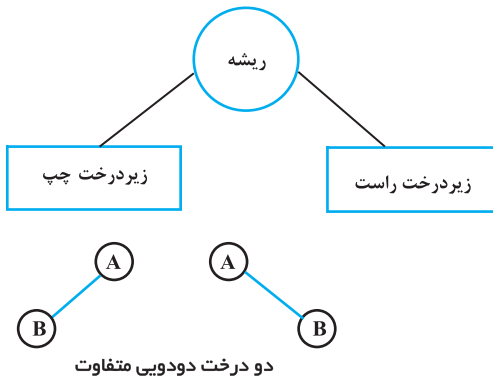 ریشه
زیردرخت راست
زیردرخت چپ
A
A
B
B
دو درخت دودویی متفاوت